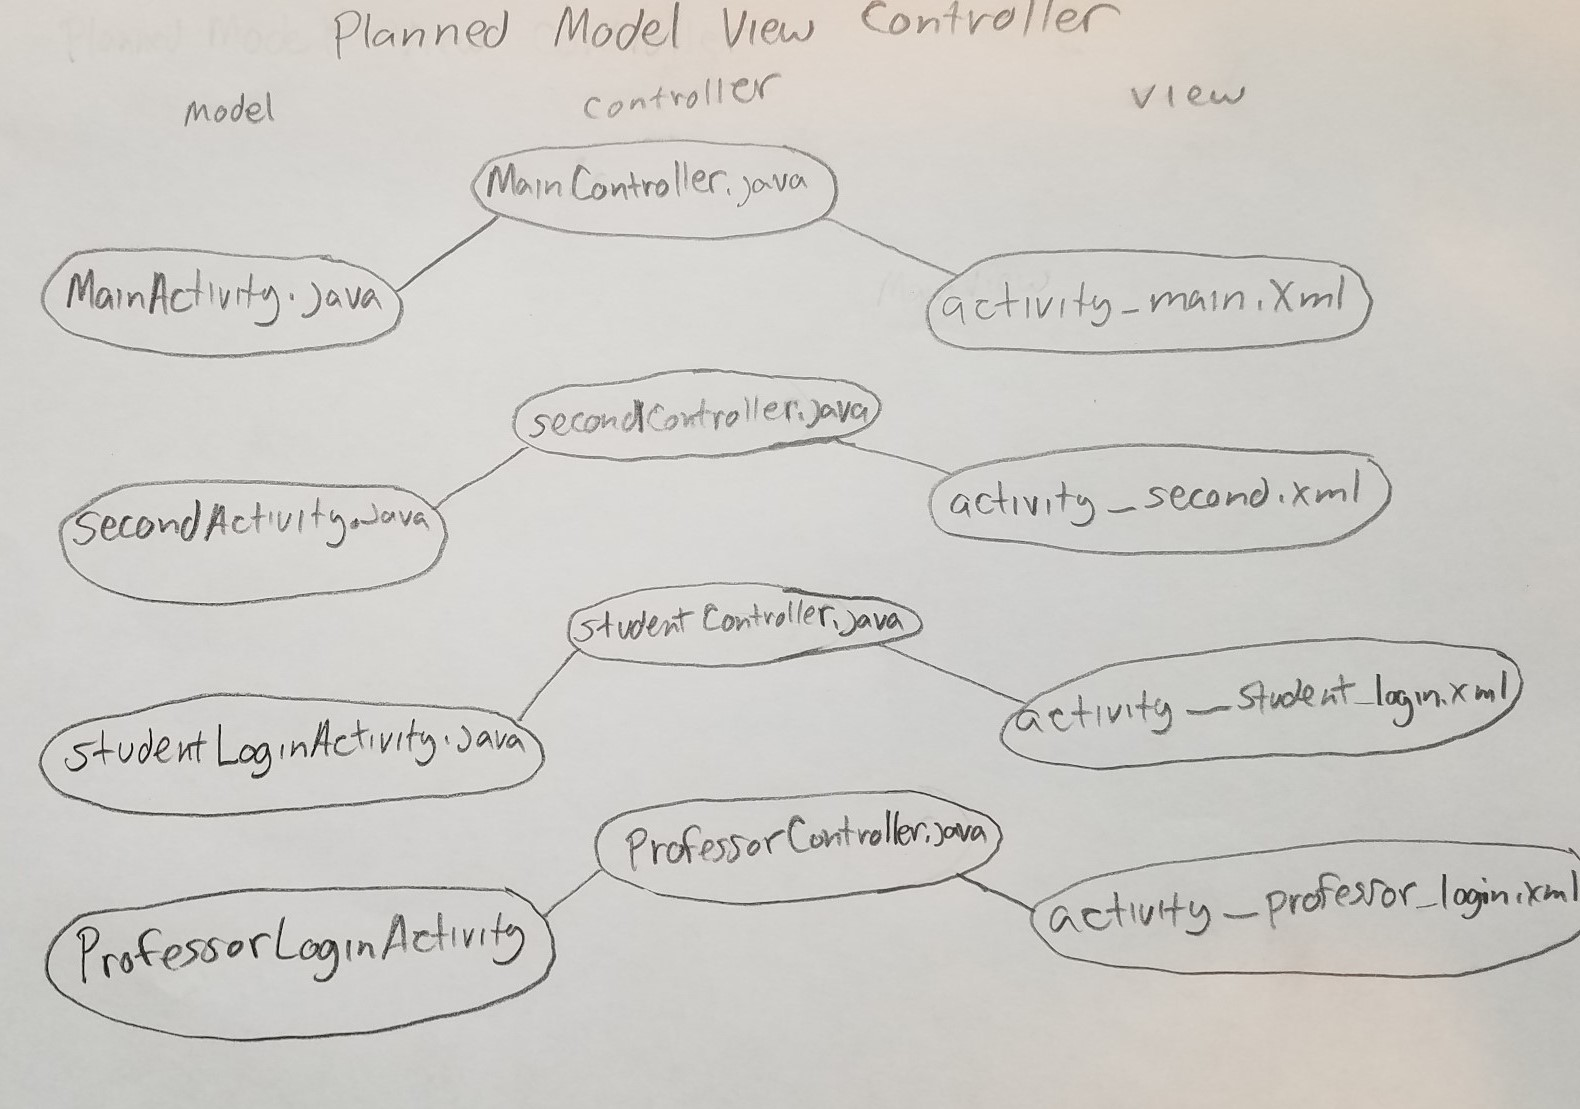 Planned Model View Controller
Model
controller
View
MainController.java
MainActivity.java
activity_main.Xml
secondController.java
secondActivity.Java
activity_second.xml
student Controller.java
studentLoginActivity.java
activity_student_login.xml
ProfessorController.java
ProfessorLoginActivity
activity_professor_login.xml